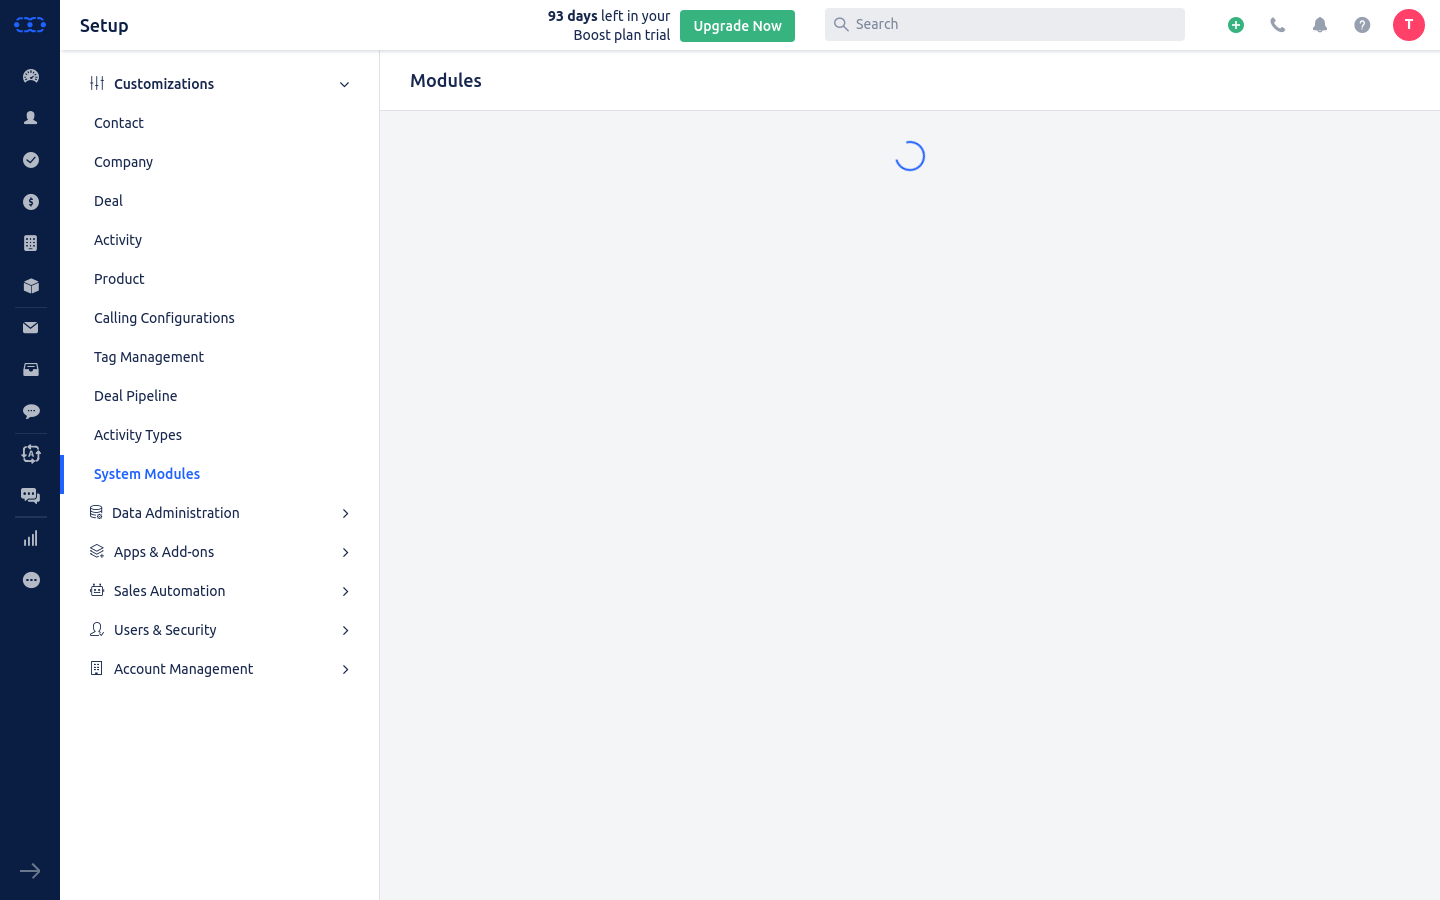 Setup
93 days left in your
Boost plan trial
Upgrade Now
Search
T
Customizations
Contact
Company
Deal
Activity
Product
Calling Configurations
Tag Management
Deal Pipeline
Activity Types
System Modules
Data Administration
Apps & Add-ons
Sales Automation
Users & Security
Account Management
Modules